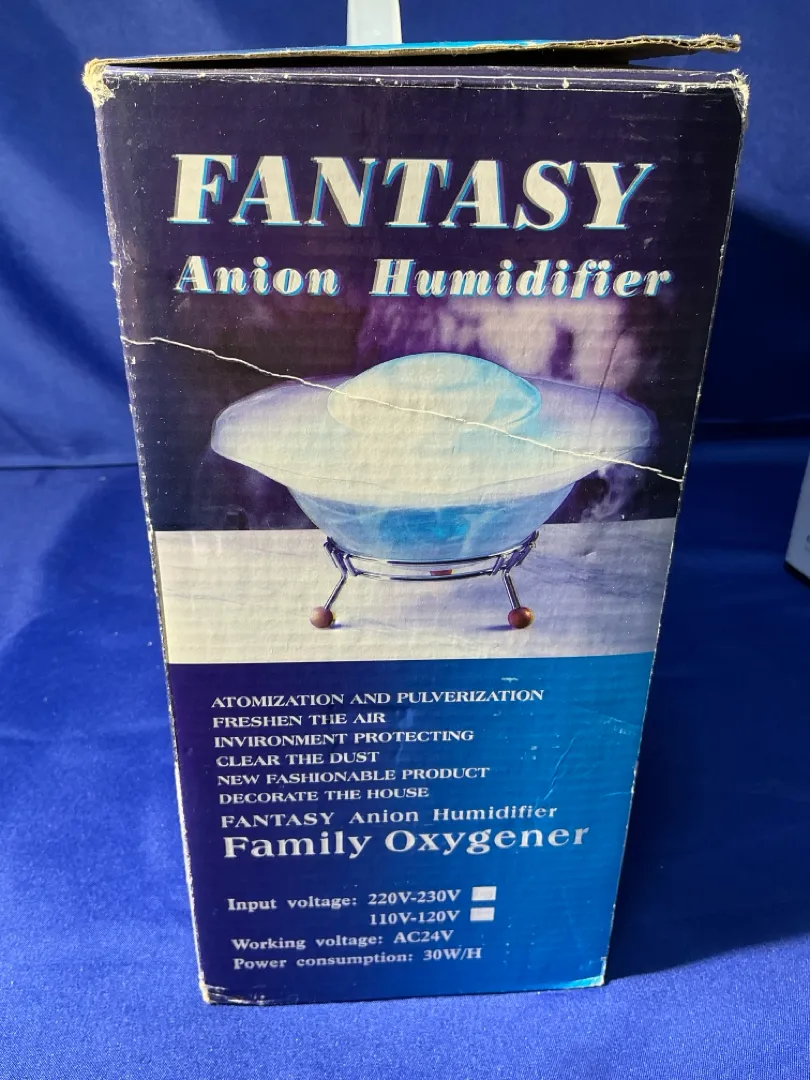 FANTASY
Anion Humidifier
ATOMIZATION AND PULVERIZATION
FRESHEN THE AIR
INVIRONMENT PROTECTING
CLEAR THE DUST
NEW FASHIONABLE PRODUCT
DECORATE THE HOUSE
FANTASY Anion Humidifier
Family Oxygener
Input voltage: 220V-230V
110V-120V
Working voltage: AC24V
Power consumption: 30W/H